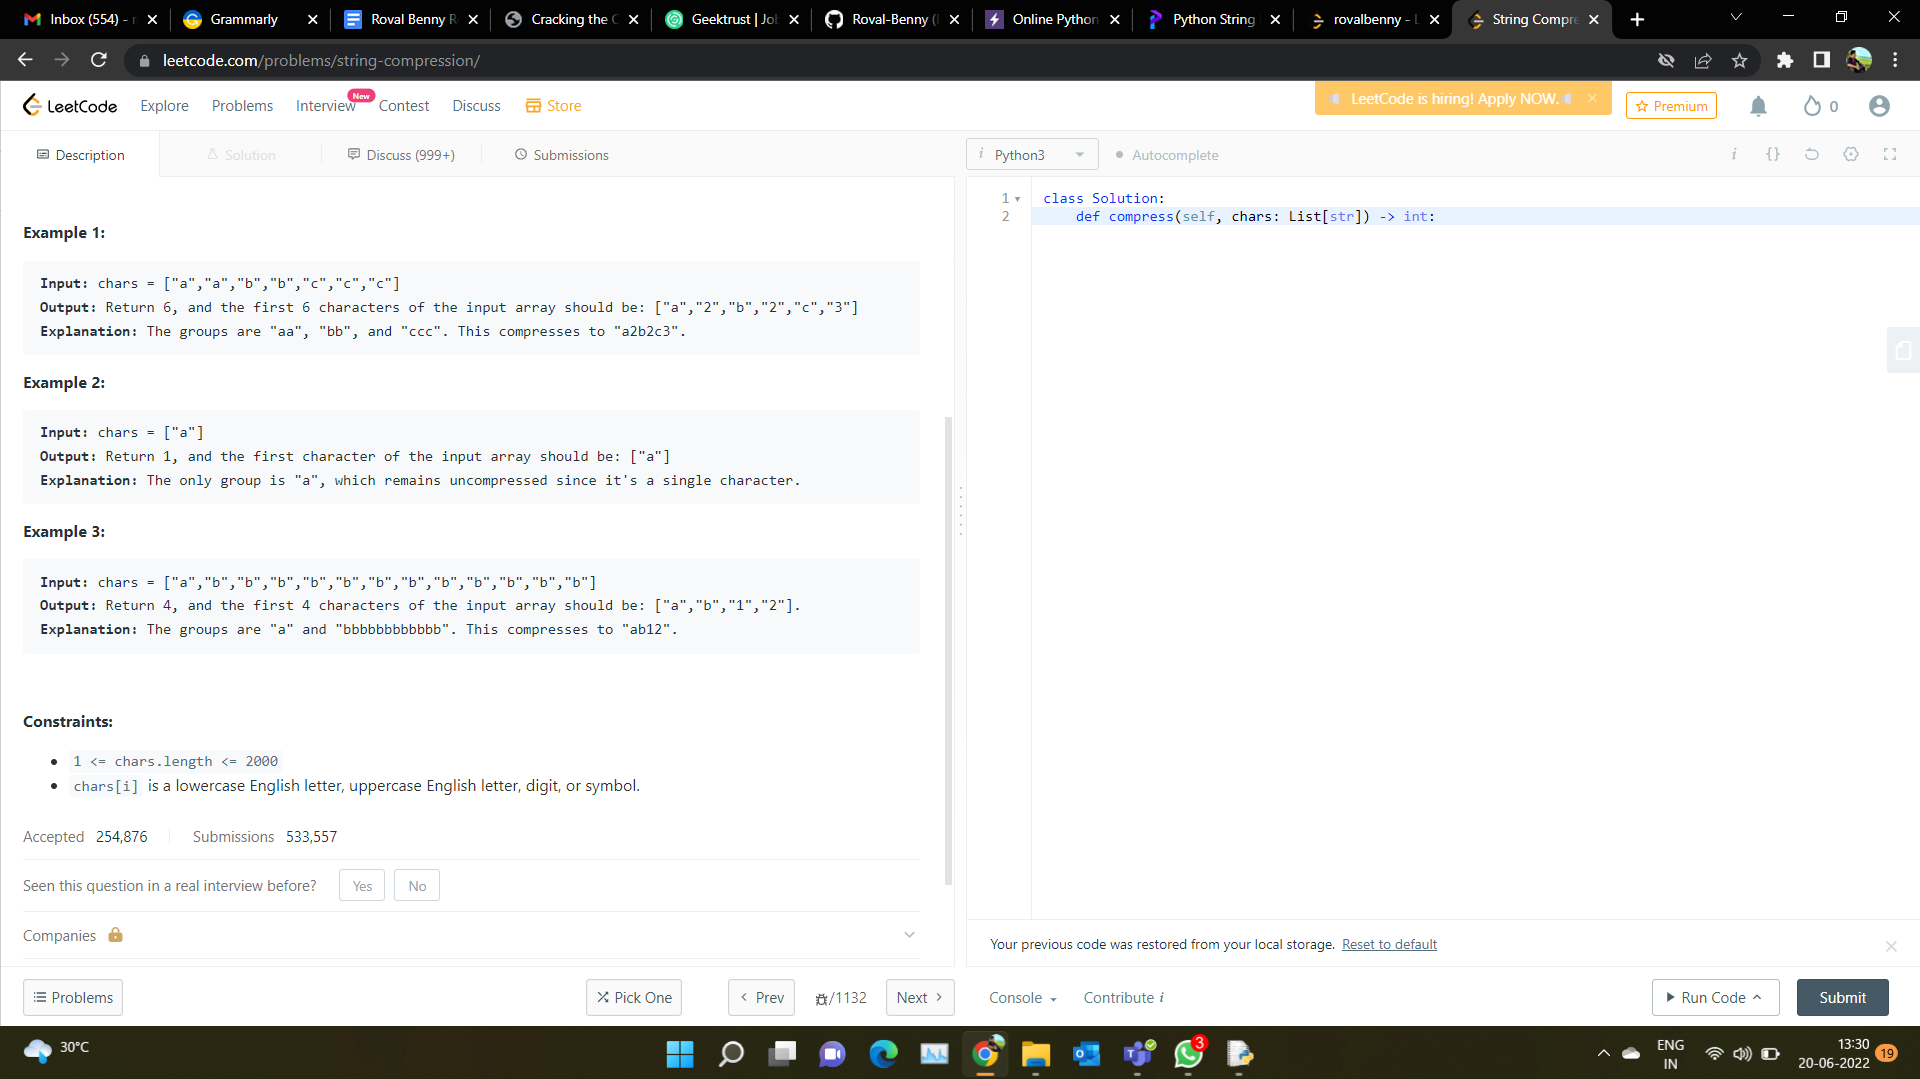 Inbox (554) - r
Grammarly
Roval Benny R
Cracking the C
Geektrust | Jol
Roval-Benny (
Online Python
Python String
rovalbenny - L
String Compre
leetcode.com/problems/string-compression/
LeetCode
Explore
Problems
Interview
New
Contest
Discuss
Store
LeetCode is hiring! Apply NOW.
Premium
0
Description
Solution
Discuss (999+)
Submissions
i Python3
Autocomplete
i
{}
Example 1:
Input: chars = ["a","a","b","b","c","c","c"]
Output: Return 6, and the first 6 characters of the input array should be: ["a","2","b","2","c","3"]
Explanation: The groups are "aa", "bb", and "ccc". This compresses to "a2b2c3".
Example 2:
Input: chars = ["a"]
Output: Return 1, and the first character of the input array should be: ["a"]
Explanation: The only group is "a", which remains uncompressed since it's a single character.
Example 3:
Input: chars = ["a","b","b","b","b","b","b","b","b","b","b","b","b"]
Output: Return 4, and the first 4 characters of the input array should be: ["a","b","1","2"].
Explanation: The groups are "a" and "bbbbbbbbbbbb". This compresses to "ab12".
Constraints:
1 <= chars.length <= 2000
chars[i] is a lowercase English letter, uppercase English letter, digit, or symbol.
Accepted 254,876 Submissions 533,557
Seen this question in a real interview before? Yes No
Companies
1 class Solution:
2 def compress(self, chars: List[str]) -> int:
Your previous code was restored from your local storage. Reset to default
Problems
Pick One
Prev
/1132
Next
Console
Contribute i
Run Code
Submit
30°C
3
ENG
IN
13:30
20-06-2022
19